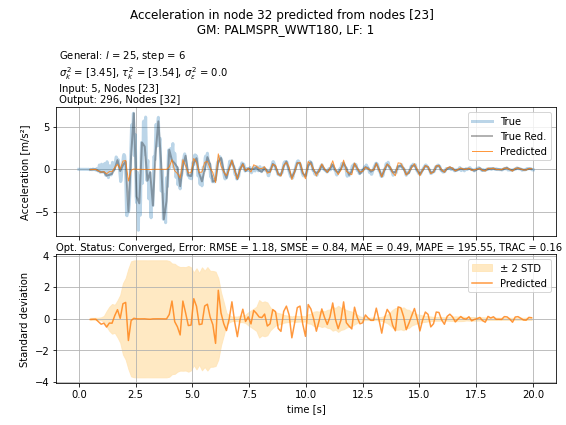 Acceleration in node 32 predicted from nodes [23]
GM: PALMSPR_WWT180, LF: 1
General: l = 25, step = 6
σ²ₖ = [3.45], τ²ₖ = [3.54], σ²ₑ = 0.0
Input: 5, Nodes [23]
Output: 296, Nodes [32]
Acceleration [m/s²]
5
0
−5
True
True Red.
Predicted
Opt. Status: Converged, Error: RMSE = 1.18, SMSE = 0.84, MAE = 0.49, MAPE = 195.55, TRAC = 0.16
Standard deviation
4
2
0
−2
−4
± 2 STD
Predicted
0.0 2.5 5.0 7.5 10.0 12.5 15.0 17.5 20.0
time [s]